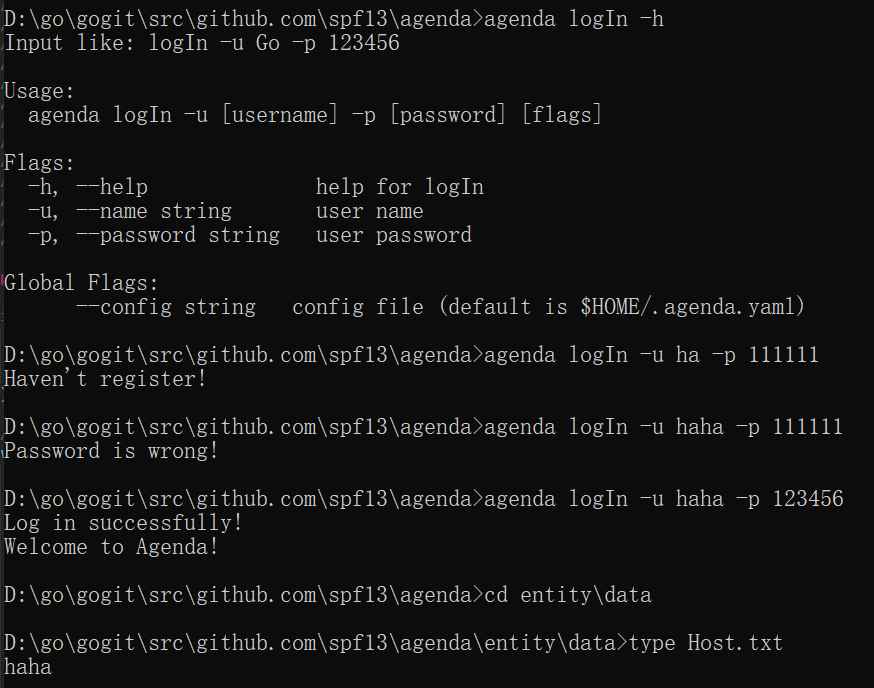 D:\go\gogit\src\github.com\spf13\agenda>agenda logIn -h
Input like: logIn -u Go -p 123456
Usage:
agenda logIn -u [username] -p [password] [flags]
Flags:
-h, --help help for logIn
-u, --name string user name
-p, --password string user password
Global Flags:
--config string config file (default is $HOME/.agenda.yaml)
D:\go\gogit\src\github.com\spf13\agenda>agenda logIn -u ha -p 111111
Haven't register!
D:\go\gogit\src\github.com\spf13\agenda>agenda logIn -u haha -p 111111
Password is wrong!
D:\go\gogit\src\github.com\spf13\agenda>agenda logIn -u haha -p 123456
Log in successfully!
Welcome to Agenda!
D:\go\gogit\src\github.com\spf13\agenda>cd entity\data
D:\go\gogit\src\github.com\spf13\agenda\entity\data>type Host.txt
haha